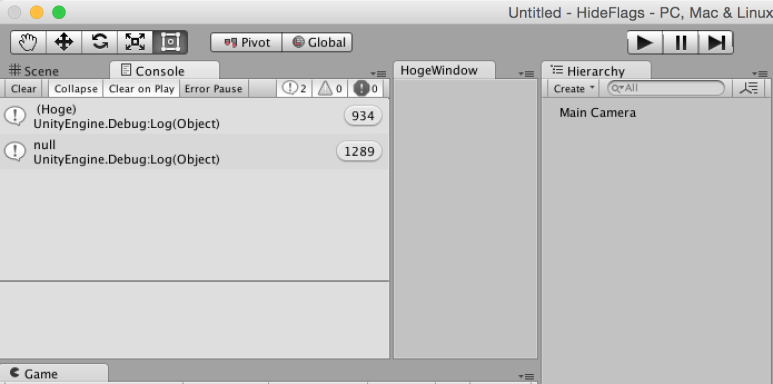 Untitled - HideFlags - PC, Mac & Linux
Pivot
Global
Scene
Console
HogeWindow
Hierarchy
Clear
Collapse
Clear on Play
Error Pause
2
0
0
Create
All
(Hoge)
UnityEngine.Debug:Log(Object)
934
null
UnityEngine.Debug:Log(Object)
1289
Main Camera
Game